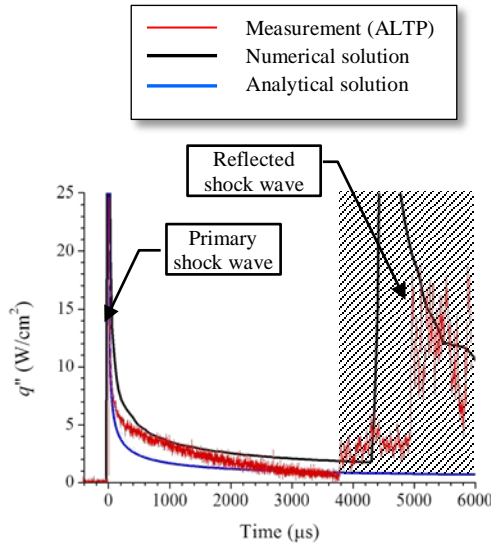 Measurement (ALTP)
Numerical solution
Analytical solution
Reflected
shock wave
Primary
shock wave
25
20
15
10
5
0
q" (W/cm²)
0 1000 2000 3000 4000 5000 6000
Time (μs)